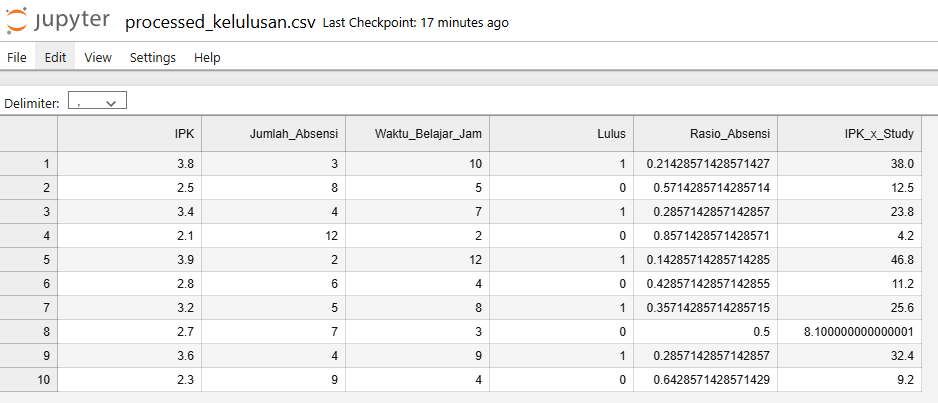 jupyter processed_kelulusan.csv Last Checkpoint: 17 minutes ago
File Edit View Settings Help
Delimiter: ,
IPK Jumlah_Absensi Waktu_Belajar_Jam Lulus Rasio_Absensi IPK_x_Study
1 3.8 3 10 1 0.21428571428571427 38.0
2 2.5 8 5 0 0.5714285714285714 12.5
3 3.4 4 7 1 0.2857142857142857 23.8
4 2.1 12 2 0 0.8571428571428571 4.2
5 3.9 2 12 1 0.14285714285714285 46.8
6 2.8 6 4 0 0.42857142857142855 11.2
7 3.2 5 8 1 0.35714285714285715 25.6
8 2.7 7 3 0 0.5 8.100000000000001
9 3.6 4 9 1 0.2857142857142857 32.4
10 2.3 9 4 0 0.6428571428571429 9.2